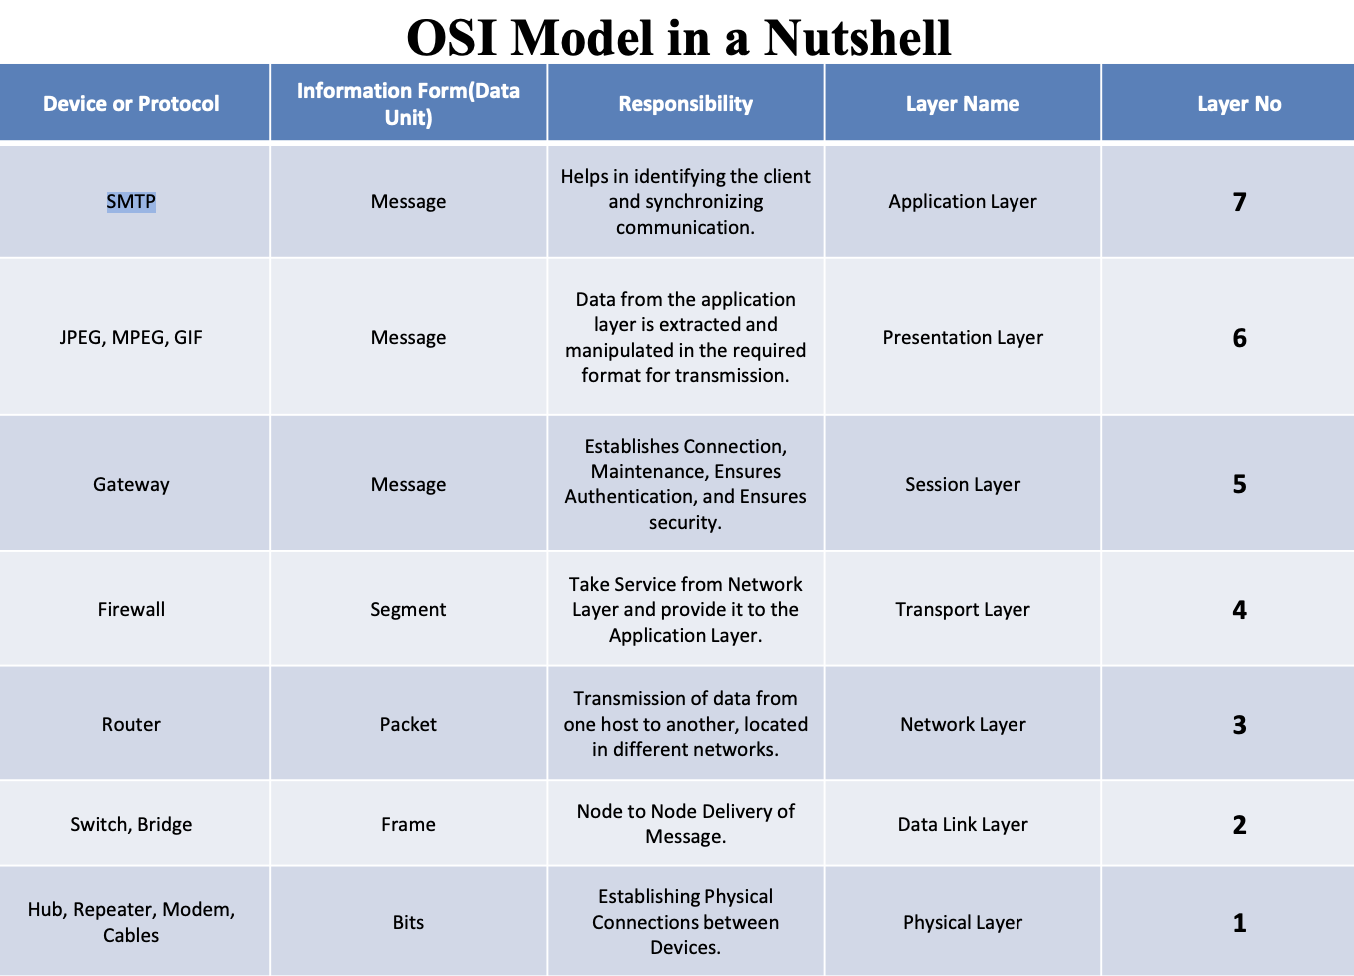 OSI Model in a Nutshell
Device or Protocol
Information Form(Data
Unit)
Responsibility
Layer Name
Layer No
SMTP
Message
Helps in identifying the client
and synchronizing
communication.
Application Layer
7
JPEG, MPEG, GIF
Message
Data from the application
layer is extracted and
manipulated in the required
format for transmission.
Presentation Layer
6
Gateway
Message
Establishes Connection,
Maintenance, Ensures
Authentication, and Ensures
security.
Session Layer
5
Firewall
Segment
Take Service from Network
Layer and provide it to the
Application Layer.
Transport Layer
4
Router
Packet
Transmission of data from
one host to another, located
in different networks.
Network Layer
3
Switch, Bridge
Frame
Node to Node Delivery of
Message.
Data Link Layer
2
Hub, Repeater, Modem,
Cables
Bits
Establishing Physical
Connections between
Devices.
Physical Layer
1